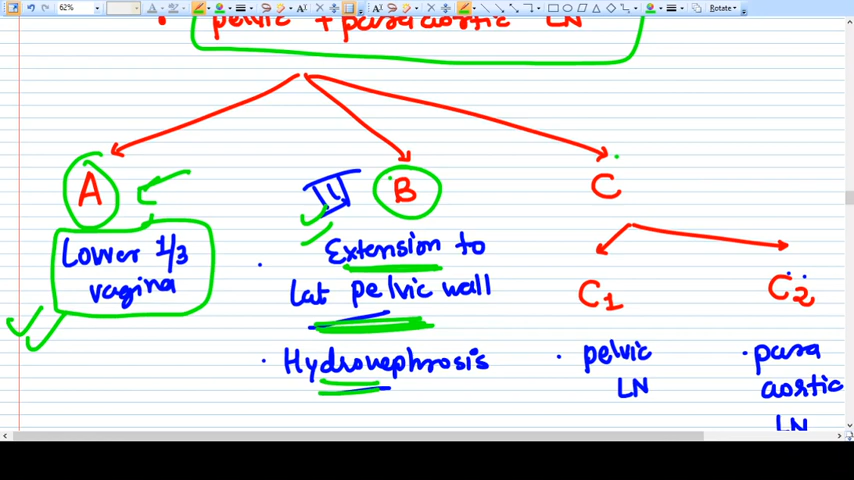 62%
Rotate
• pelvic + para aortic LN
A
B
C
Lower 1/3
vagina
Extension to
lat pelvic wall
• Hydronephrosis
C1
C2
• pelvic
LN
• para
aortic
LN